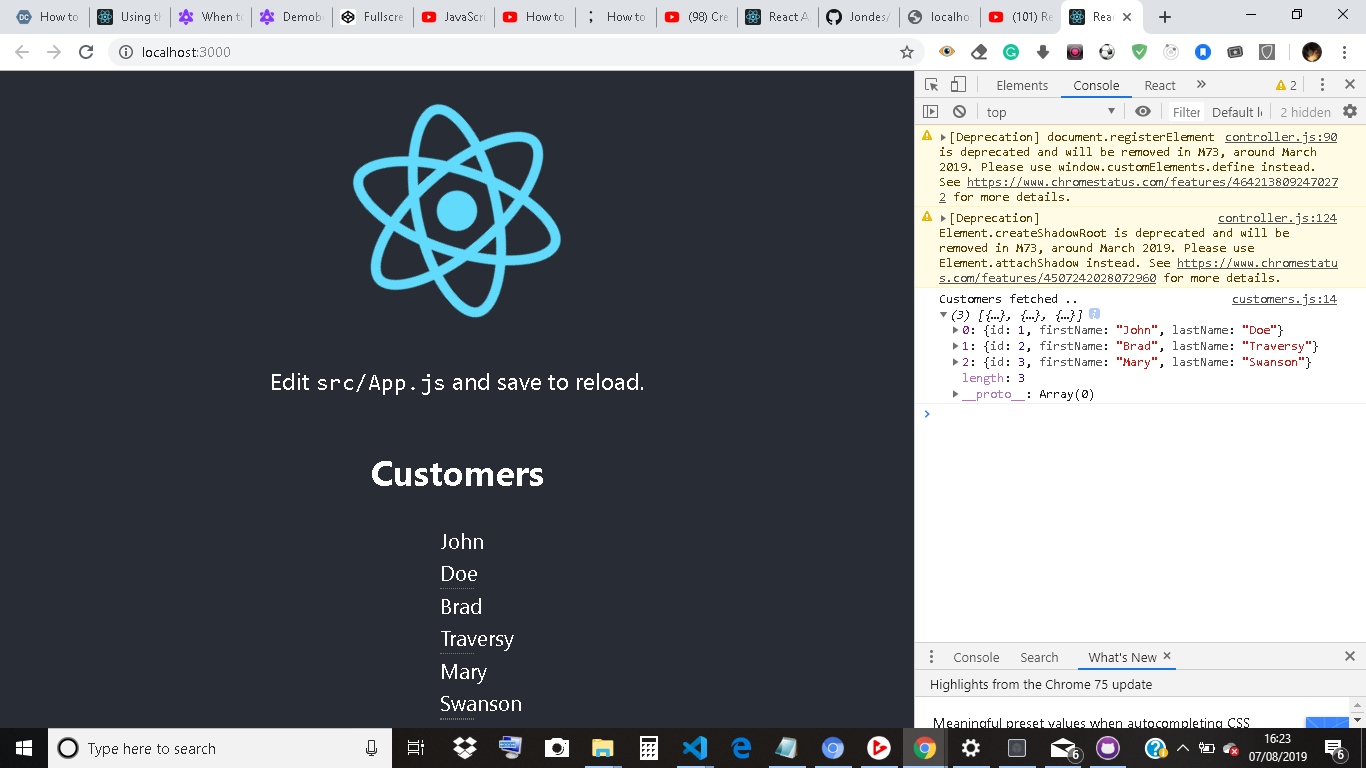 How to
Using th
When t
Demob
Fullscre
JavaScri
How to
How to
(98) Cre
React A
Jondes/
localho
(101) Re
Rea
localhost:3000
Elements
Console
React
2
top
Filter
Default l
2 hidden
[Deprecation] document.registerElement controller.js:90
is deprecated and will be removed in M73, around March
2019. Please use window.customElements.define instead.
See https://www.chromestatus.com/features/464213809247027
2 for more details.
[Deprecation] controller.js:124
Element.createShadowRoot is deprecated and will be
removed in M73, around March 2019. Please use
Element.attachShadow instead. See https://www.chromestatu
s.com/features/4507242028072960 for more details.
Customers fetched .. customers.js:14
(3) [{…}, {…}, {…}]
0: {id: 1, firstName: "John", lastName: "Doe"}
1: {id: 2, firstName: "Brad", lastName: "Traversy"}
2: {id: 3, firstName: "Mary", lastName: "Swanson"}
length: 3
__proto__: Array(0)
Edit src/App.js and save to reload.
Customers
John
Doe
Brad
Traversy
Mary
Swanson
Console
Search
What's New
Highlights from the Chrome 75 update
Meaningful preset values when autocompleting CSS
Type here to search
6
16:23
07/08/2019
6